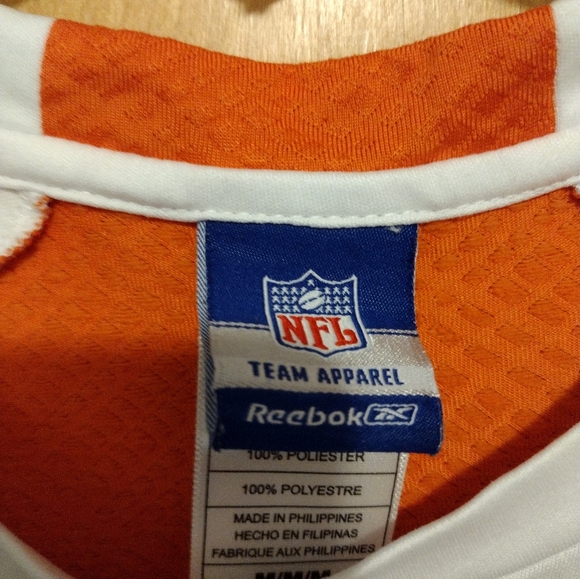 NFL
TEAM APPAREL
Reebok
100% POLIESTER
100% POLYESTRE
MADE IN PHILIPPINES
HECHO EN FILIPINAS
FABRIQUE AUX PHILIPPINES
M/M/M